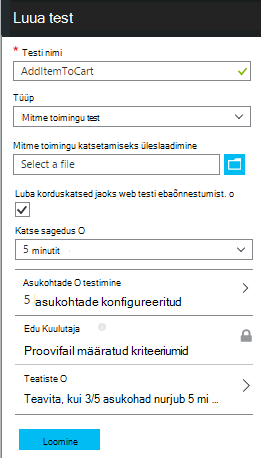 Luua test
* Testi nimi
AddItemToCart
Tüüp
Mitme toimingu test
Mitme toimingu katsetamiseks üleslaadimine
Select a file
Luba korduskatsed jaoks web testi ebaõnnestumist. o
Katse sagedus O
5 minutit
Asukohtade O testimine
5 asukohtade konfigureeritud
Edu Kuulutaja
Proovifail määratud kriteeriumid
Teatiste O
Teavita, kui 3/5 asukohad nurjub 5 mi ...
Loomine